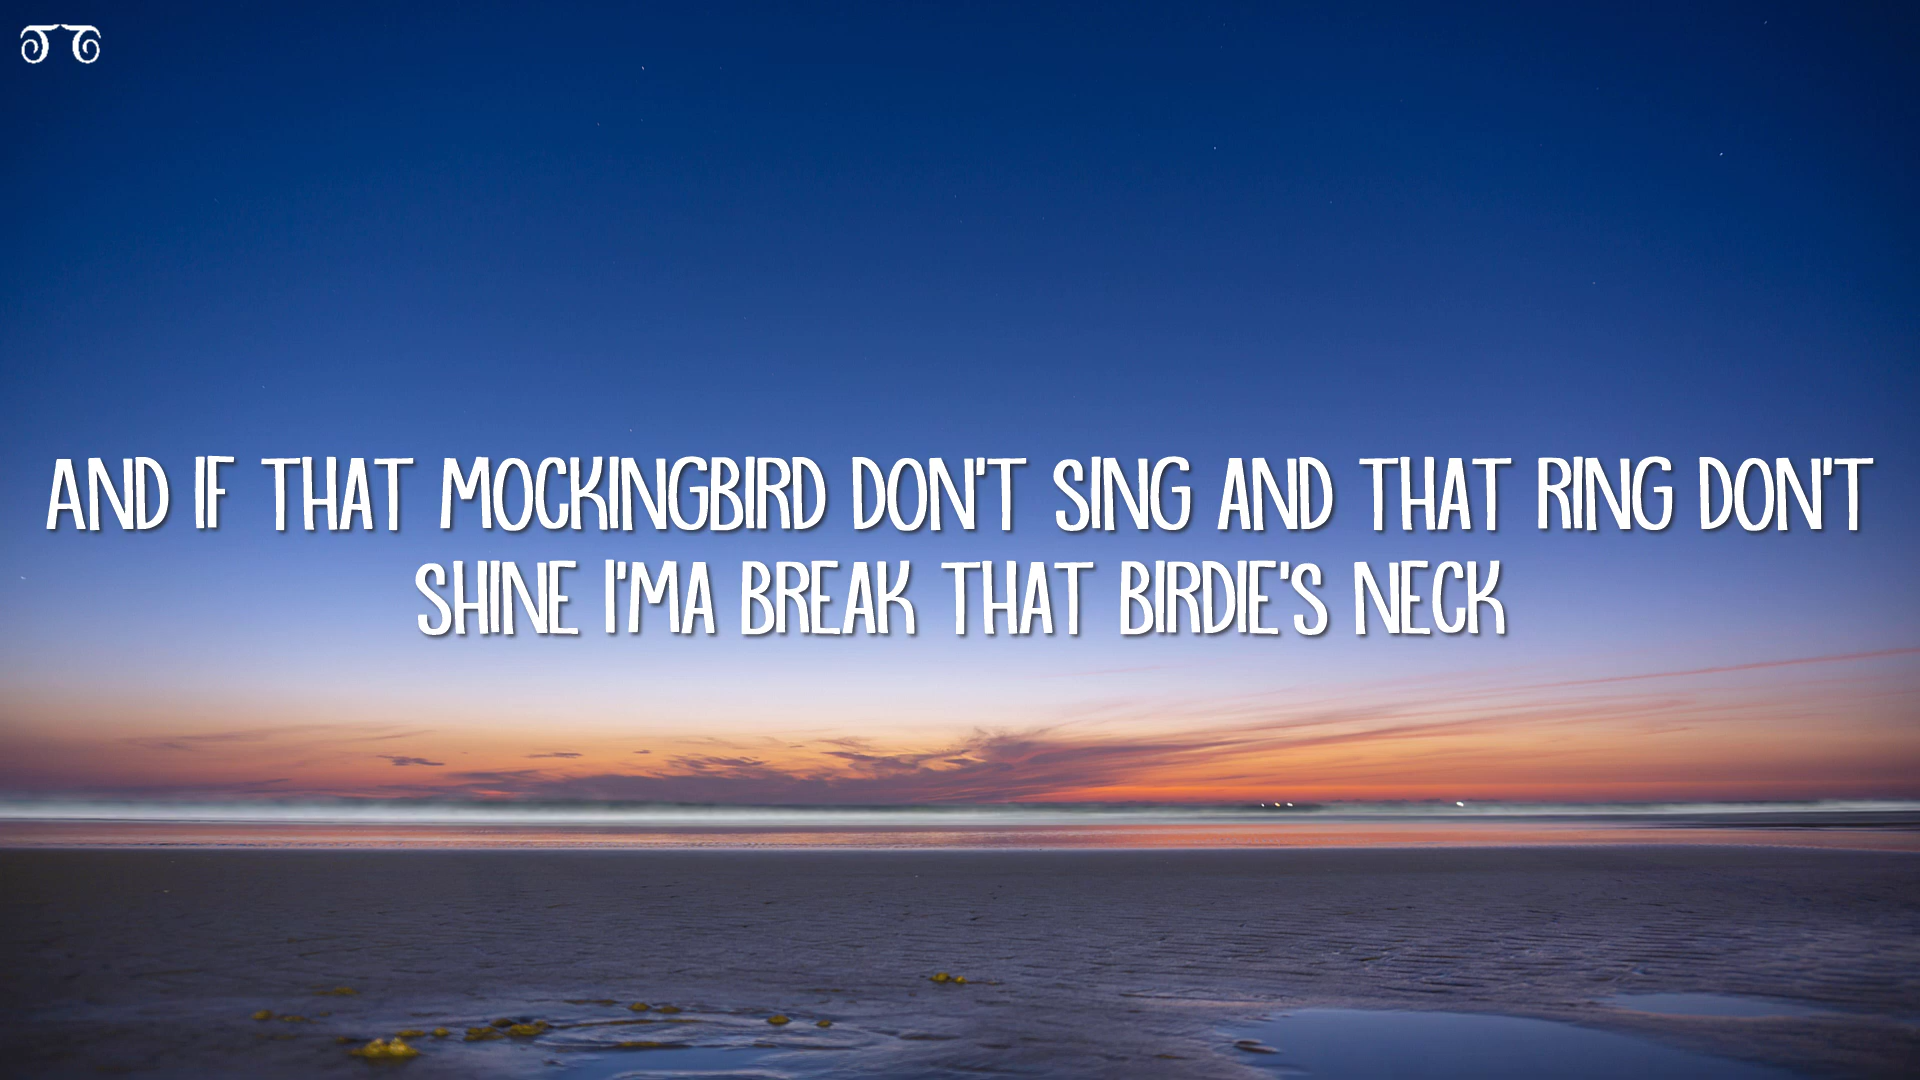 AND IF THAT MOCKINGBIRD DON'T SING AND THAT RING DON'T
SHINE I'MA BREAK THAT BIRDIE'S NECK